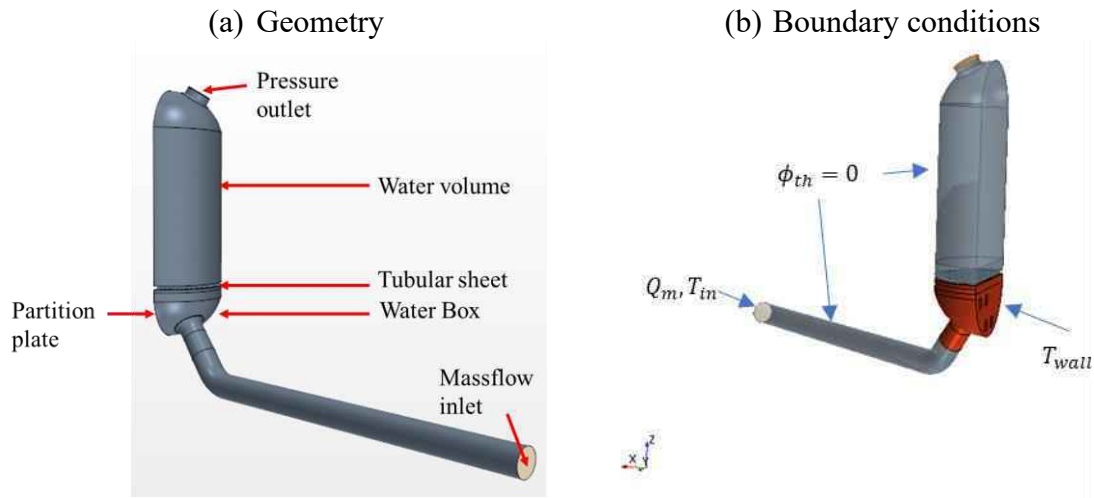 (a) Geometry
Pressure
outlet
Water volume
Tubular sheet
Water Box
Partition
plate
Massflow
inlet
(b) Boundary conditions
𝜙𝑡ℎ = 0
𝑄𝑚, 𝑇𝑖𝑛
𝑇𝑤𝑎𝑙𝑙
X
Y
Z